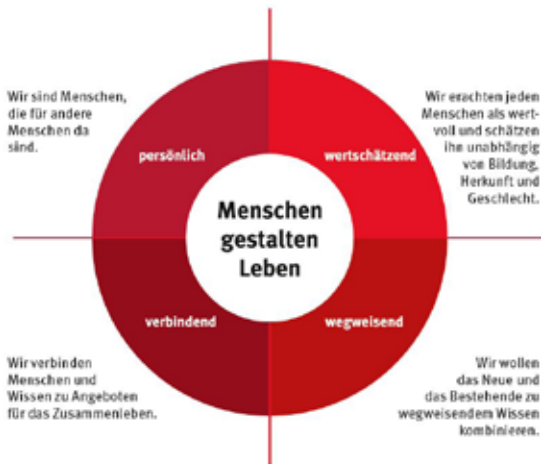 Wir sind Menschen,
die für andere
Menschen da
sind.
persönlich
Wir erachten jeden
Menschen als wert-
voll und schätzen
ihn unabhängig
von Bildung,
Herkunft und
Geschlecht.
wertschätzend
Menschen
gestalten
Leben
verbindend
wegweisend
Wir verbinden
Menschen und
Wissen zu Angeboten
für das Zusammenleben.
Wir wollen
das Neue und
das Bestehende zu
wegweisendem Wissen
kombinieren.